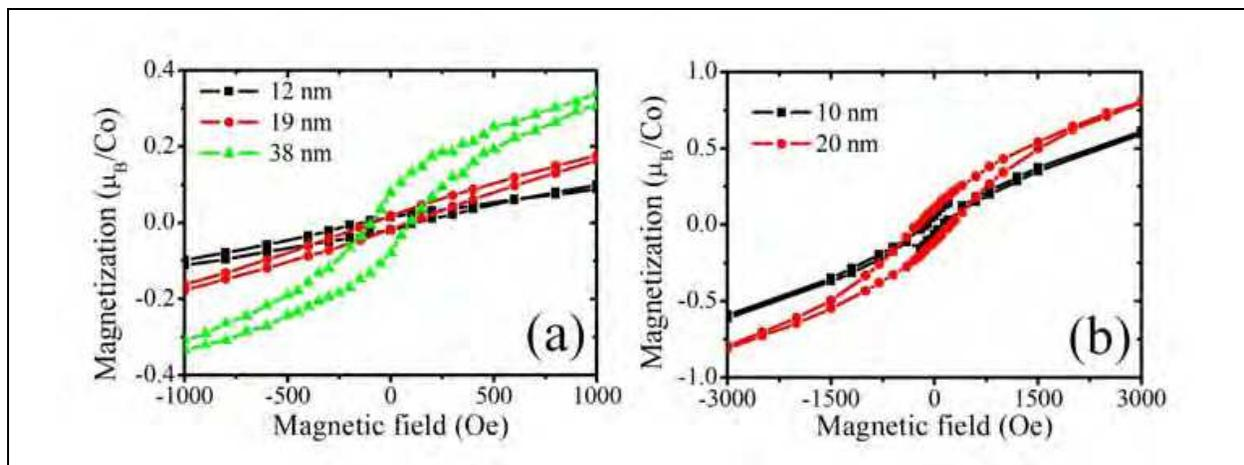 0.4
0.2
0.0
-0.2
-0.4
-1000
-500
0
500
1000
Magnetization (μB/Co)
Magnetic field (Oe)
12 nm
19 nm
38 nm
(a)
1.0
0.5
0.0
-0.5
-1.0
-3000
-1500
0
1500
3000
Magnetization (μB/Co)
Magnetic field (Oe)
10 nm
20 nm
(b)